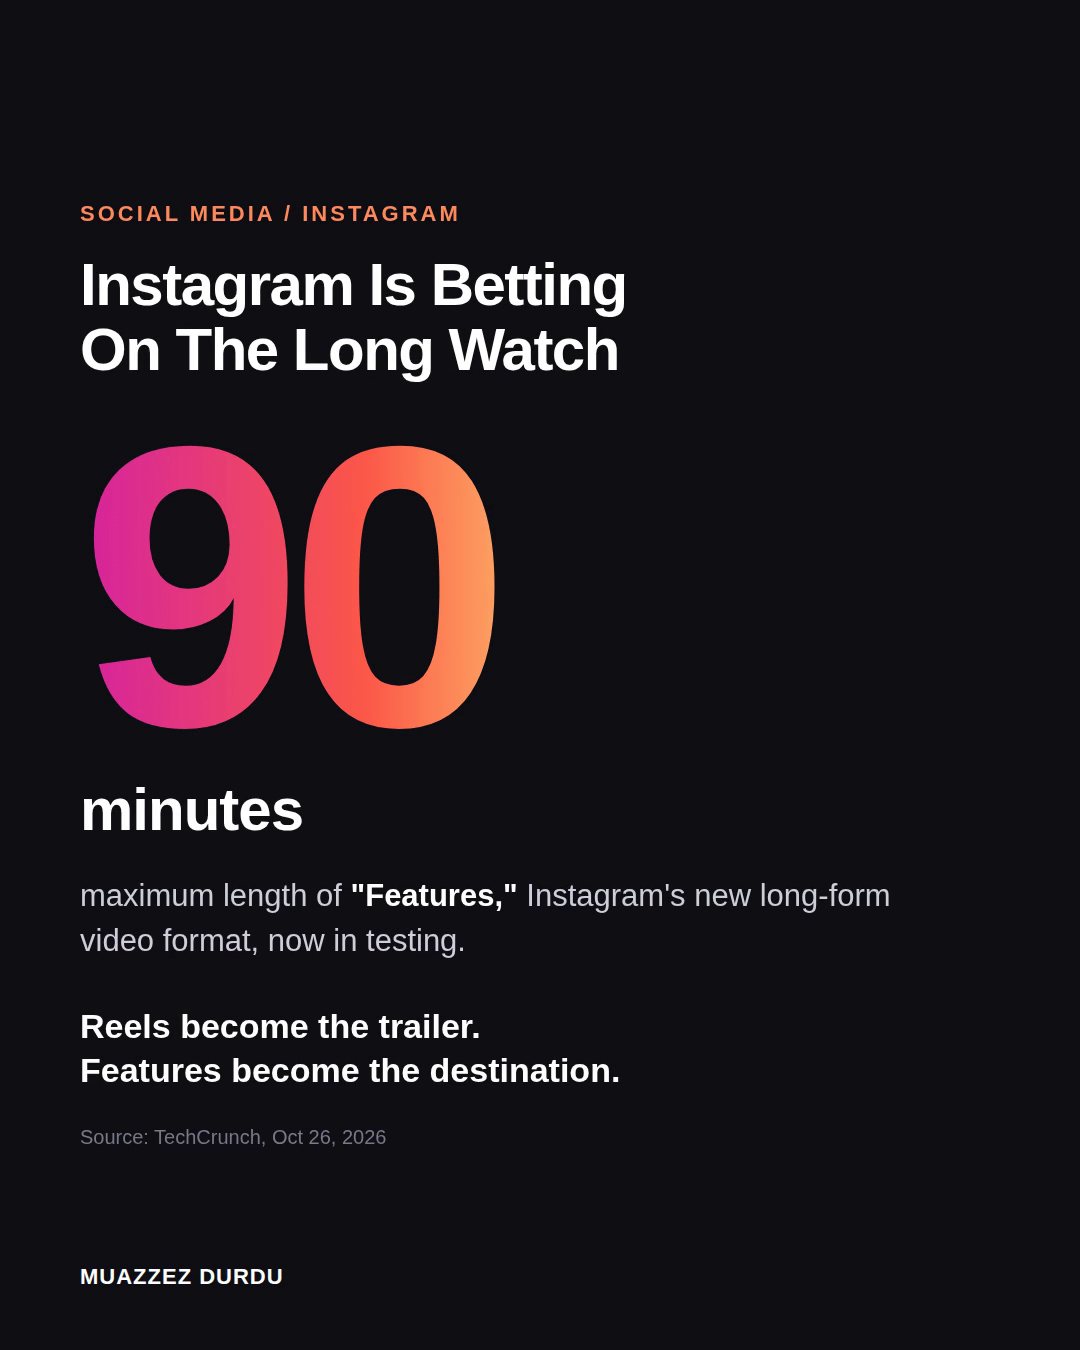 SOCIAL MEDIA / INSTAGRAM
Instagram Is Betting
On The Long Watch
90
minutes
maximum length of "Features," Instagram's new long-form
video format, now in testing.
Reels become the trailer.
Features become the destination.
Source: TechCrunch, Oct 26, 2026
MUAZZEZ DURDU